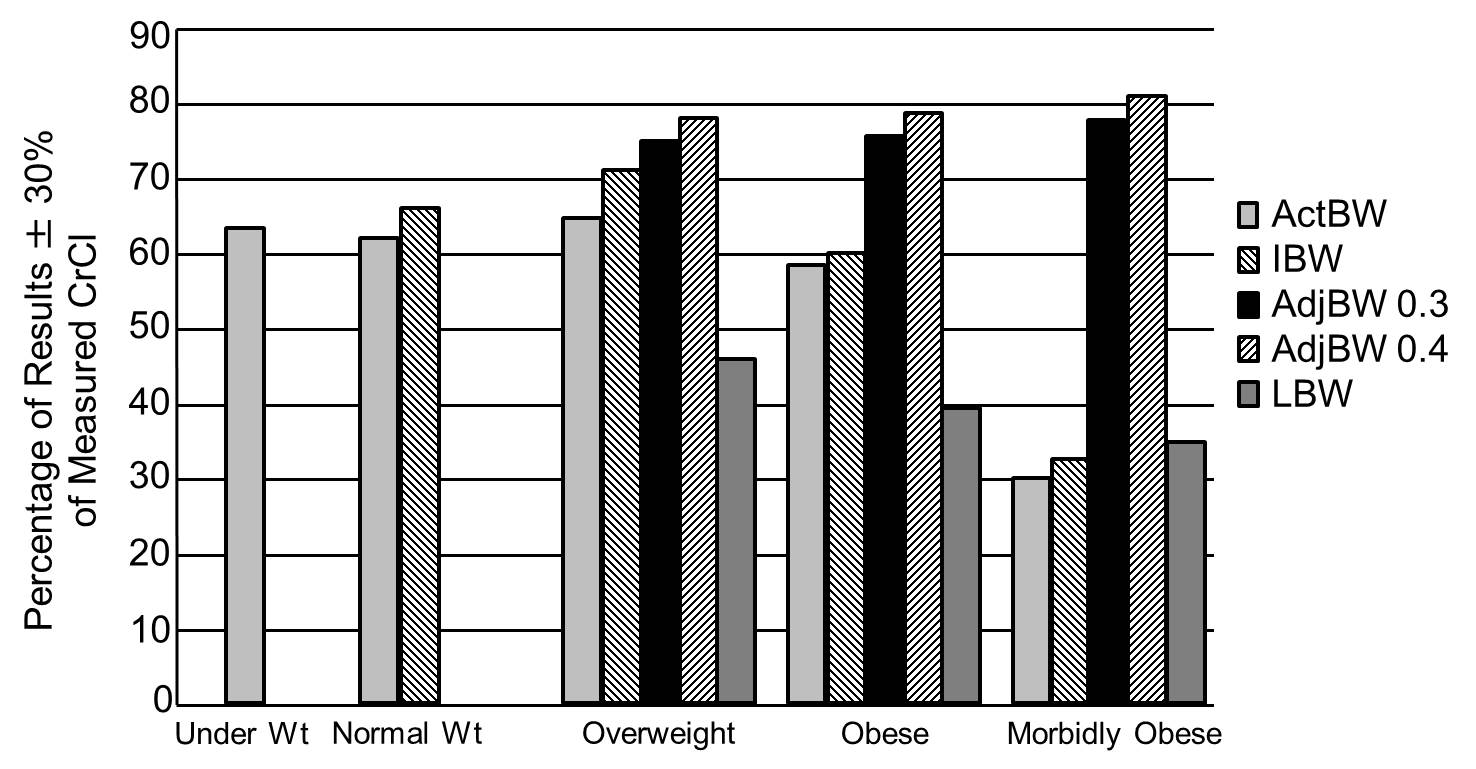 Percentage of Results ± 30%
of Measured CrCl
90
80
70
60
50
40
30
20
10
0
Under Wt
Normal Wt
Overweight
Obese
Morbidly Obese
ActBW
IBW
AdjBW 0.3
AdjBW 0.4
LBW